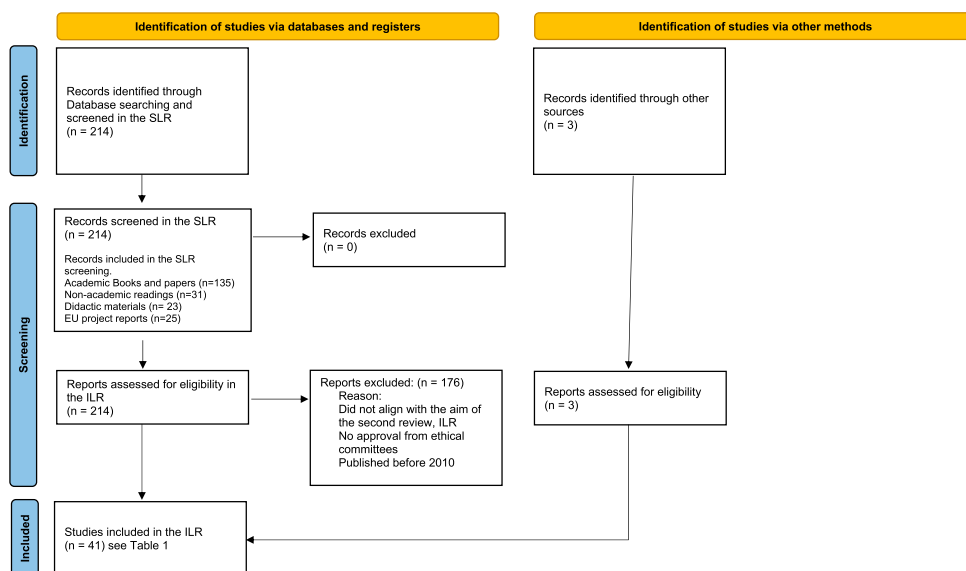 Identification of studies via databases and registers
Identification of studies via other methods
Identification
Records identified through
Database searching and
screened in the SLR
(n = 214)
Records identified through other
sources
(n = 3)
Screening
Records screened in the SLR
(n = 214)
Records included in the SLR
screening.
Academic Books and papers (n=135)
Non-academic readings (n=31)
Didactic materials (n= 23)
EU project reports (n=25)
Records excluded
(n = 0)
Reports assessed for eligibility in
the ILR
(n = 214)
Reports excluded: (n = 176)
Reason:
Did not align with the aim of
the second review, ILR
No approval from ethical
committees
Published before 2010
Reports assessed for eligibility
(n = 3)
Included
Studies included in the ILR
(n = 41) see Table 1